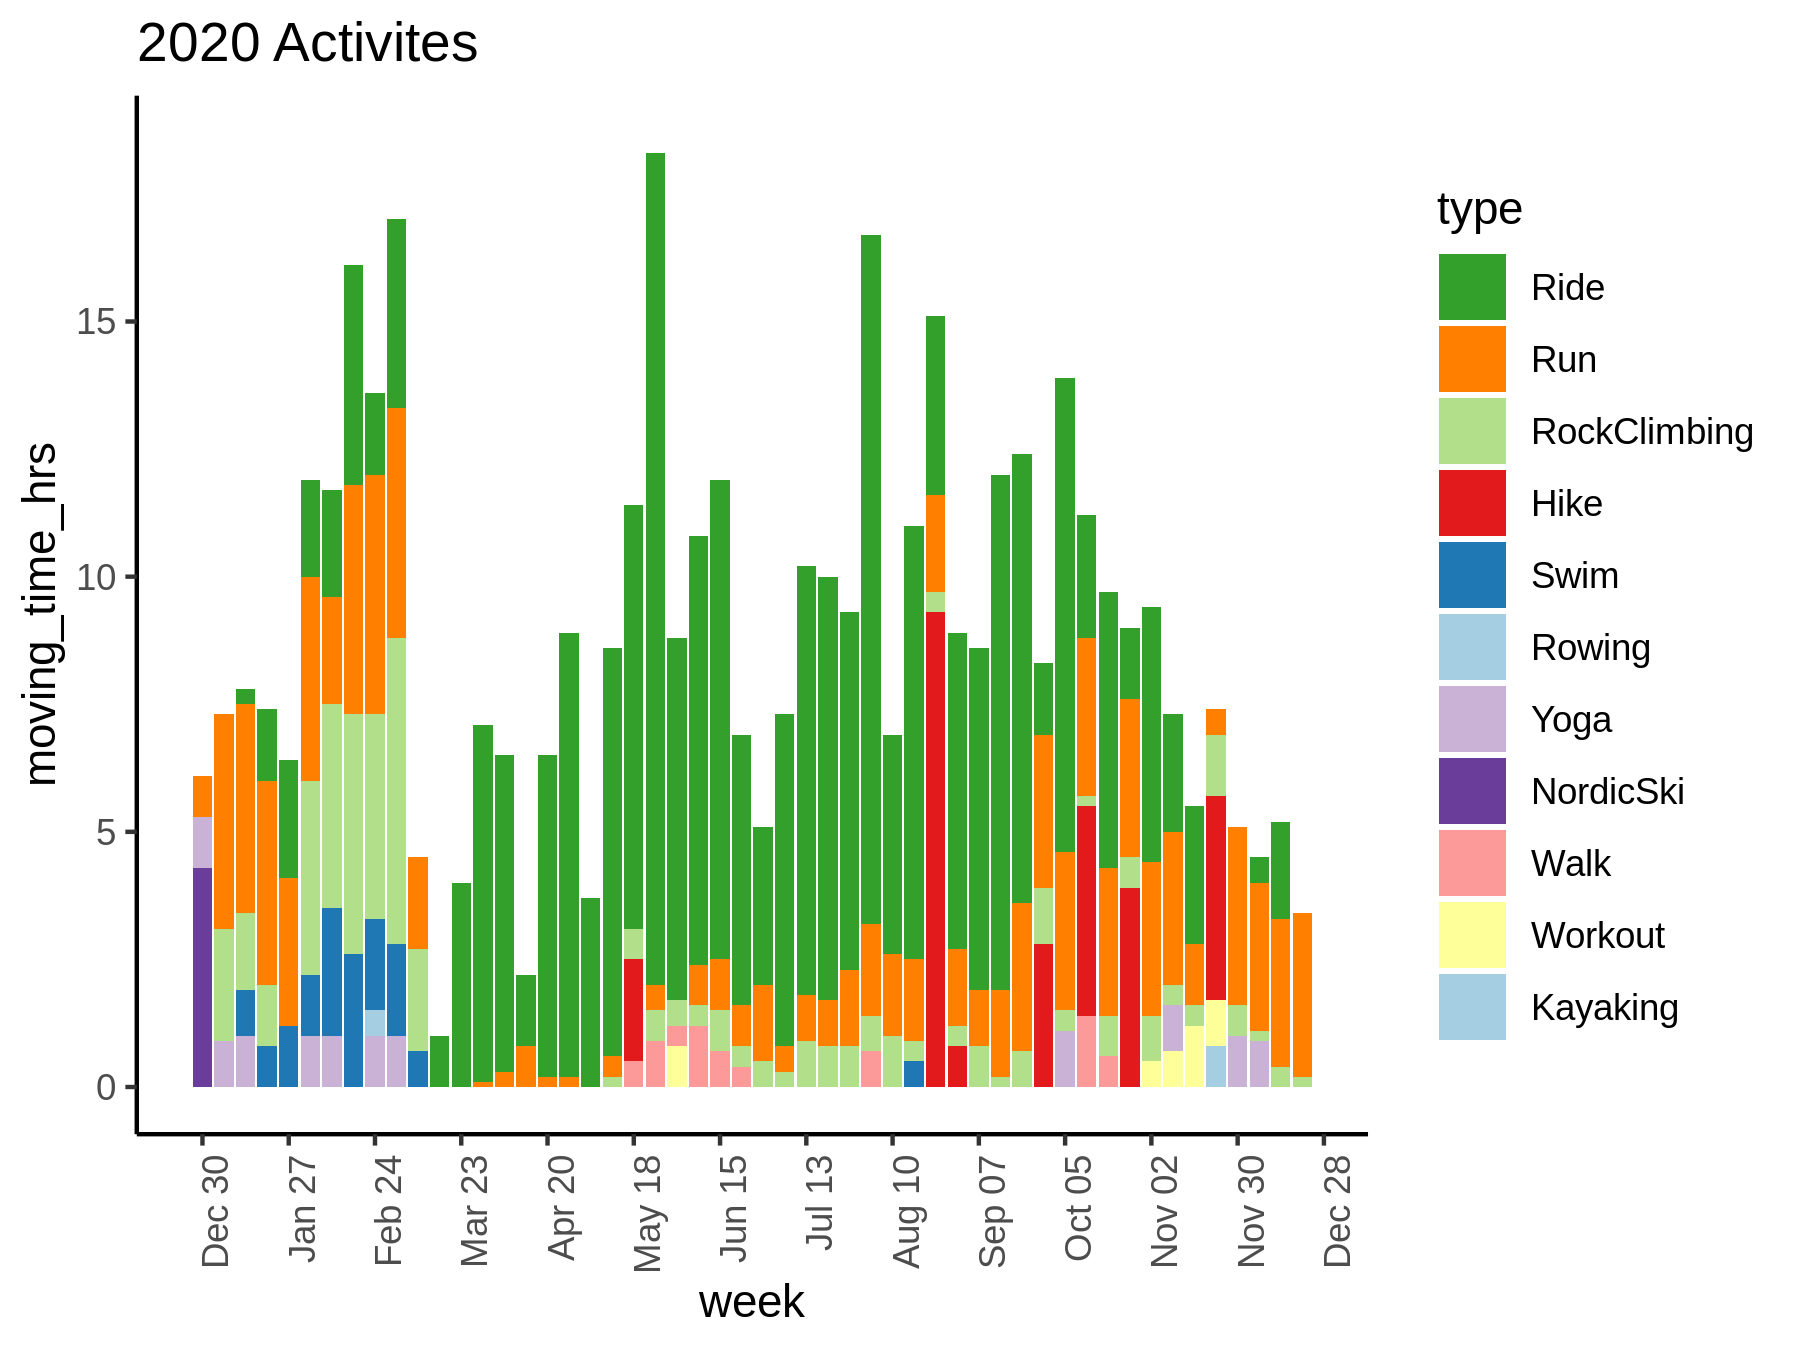 2020 Activites
moving_time_hrs
15
10
5
0
Dec 30
Jan 27
Feb 24
Mar 23
Apr 20
May 18
Jun 15
Jul 13
Aug 10
Sep 07
Oct 05
Nov 02
Nov 30
Dec 28
week
type
Ride
Run
RockClimbing
Hike
Swim
Rowing
Yoga
NordicSki
Walk
Workout
Kayaking